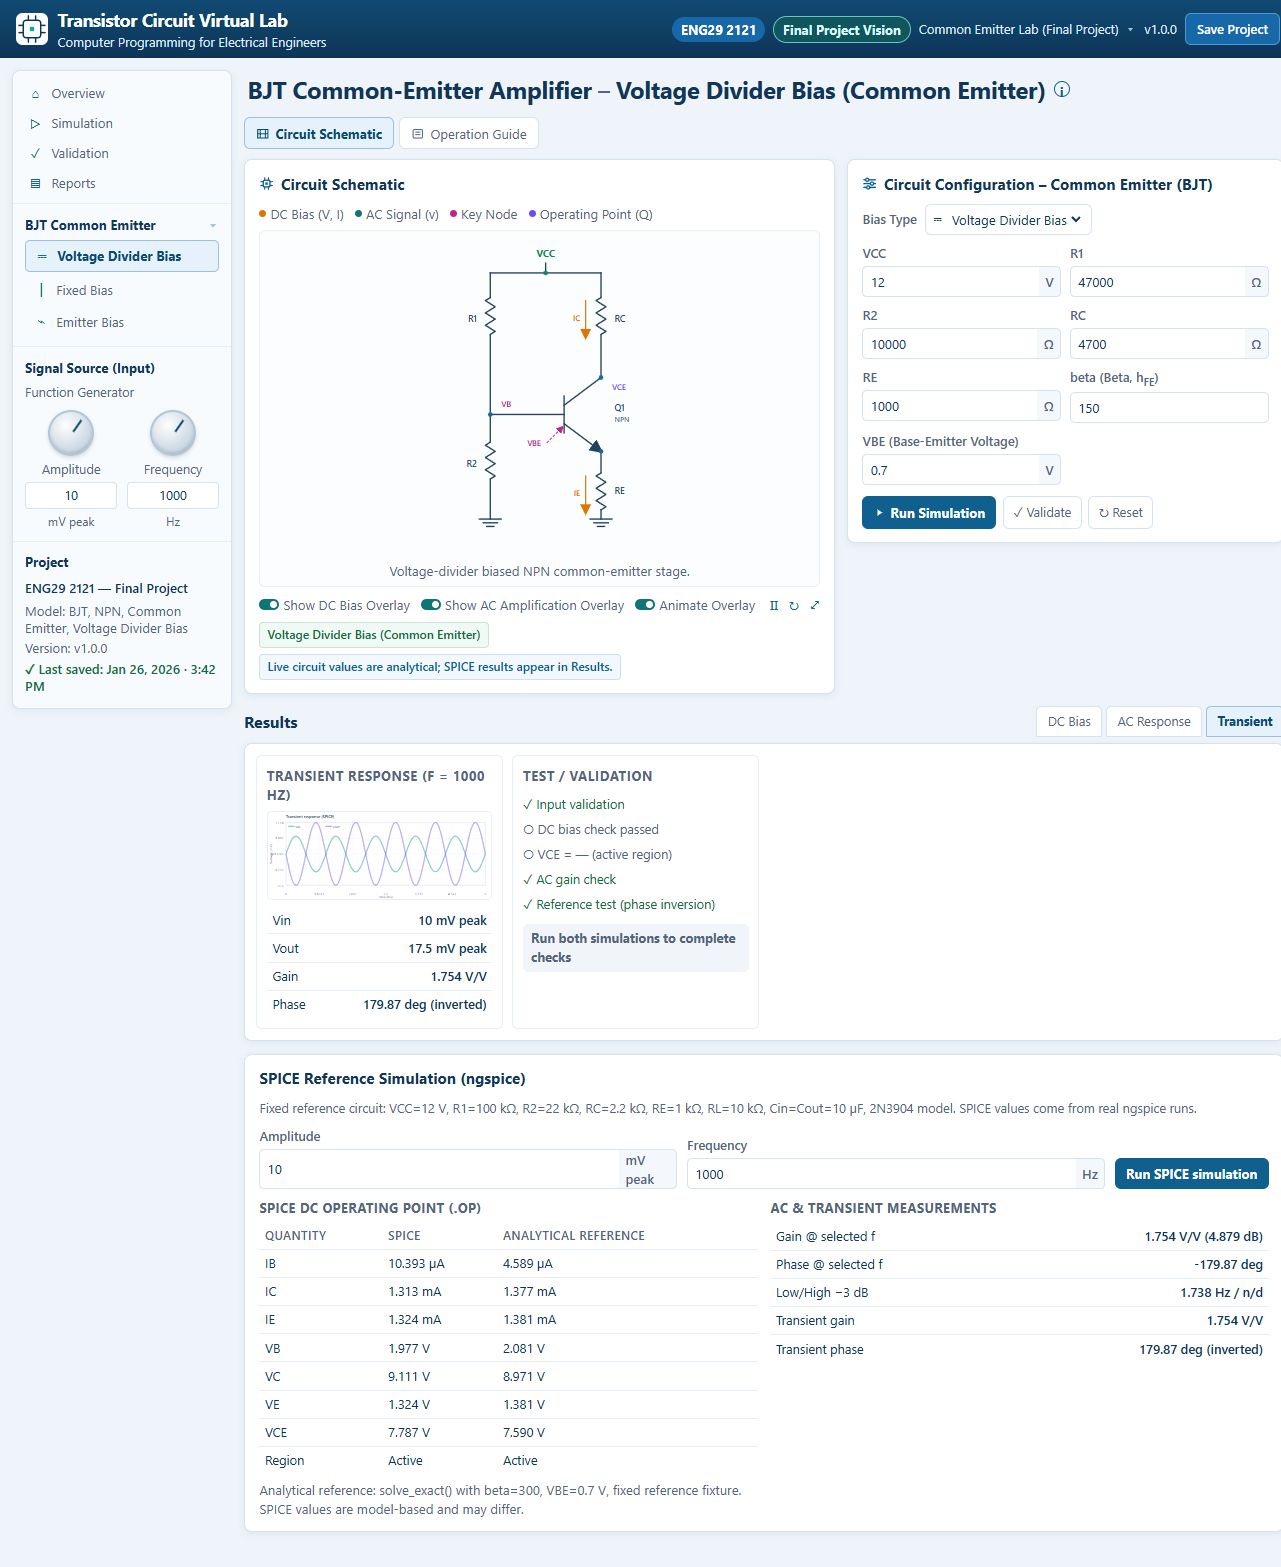 Transistor Circuit Virtual Lab
Computer Programming for Electrical Engineers
ENG29 2121
Final Project Vision
Common Emitter Lab (Final Project)
v1.0.0
Save Project
Overview
Simulation
Validation
Reports
BJT Common Emitter
Voltage Divider Bias
Fixed Bias
Emitter Bias
Signal Source (Input)
Function Generator
Amplitude
Frequency
10
1000
mV peak
Hz
Project
ENG29 2121 — Final Project
Model: BJT, NPN, Common
Emitter, Voltage Divider Bias
Version: v1.0.0
✓ Last saved: Jan 26, 2026 · 3:42
PM
BJT Common-Emitter Amplifier – Voltage Divider Bias (Common Emitter)
Circuit Schematic
Operation Guide
Circuit Schematic
DC Bias (V, I)
AC Signal (v)
Key Node
Operating Point (Q)
VCC
R1
IC
RC
VCE
VB
Q1
NPN
VBE
R2
IE
RE
Voltage-divider biased NPN common-emitter stage.
Show DC Bias Overlay
Show AC Amplification Overlay
Animate Overlay
Voltage Divider Bias (Common Emitter)
Live circuit values are analytical; SPICE results appear in Results.
Circuit Configuration – Common Emitter (BJT)
Bias Type
Voltage Divider Bias
VCC
R1
12 V
47000 Ω
R2
RC
10000 Ω
4700 Ω
RE
beta (Beta, hFE)
1000 Ω
150
VBE (Base-Emitter Voltage)
0.7 V
Run Simulation
✓ Validate
↻ Reset
Results
DC Bias
AC Response
Transient
TRANSIENT RESPONSE (F = 1000
HZ)
Transient response (SPICE)
Vin 10 mV peak
Vout 17.5 mV peak
Gain 1.754 V/V
Phase 179.87 deg (inverted)
TEST / VALIDATION
✓ Input validation
○ DC bias check passed
○ VCE = — (active region)
✓ AC gain check
✓ Reference test (phase inversion)
Run both simulations to complete
checks
SPICE Reference Simulation (ngspice)
Fixed reference circuit: VCC=12 V, R1=100 kΩ, R2=22 kΩ, RC=2.2 kΩ, RE=1 kΩ, RL=10 kΩ, Cin=Cout=10 µF, 2N3904 model. SPICE values come from real ngspice runs.
Amplitude
10
mV
peak
Frequency
1000
Hz
Run SPICE simulation
SPICE DC OPERATING POINT (.OP)
QUANTITY SPICE ANALYTICAL REFERENCE
IB 10.393 µA 4.589 µA
IC 1.313 mA 1.377 mA
IE 1.324 mA 1.381 mA
VB 1.977 V 2.081 V
VC 9.111 V 8.971 V
VE 1.324 V 1.381 V
VCE 7.787 V 7.590 V
Region Active Active
Analytical reference: solve_exact() with beta=300, VBE=0.7 V, fixed reference fixture.
SPICE values are model-based and may differ.
AC & TRANSIENT MEASUREMENTS
Gain @ selected f 1.754 V/V (4.879 dB)
Phase @ selected f -179.87 deg
Low/High −3 dB 1.738 Hz / n/d
Transient gain 1.754 V/V
Transient phase 179.87 deg (inverted)